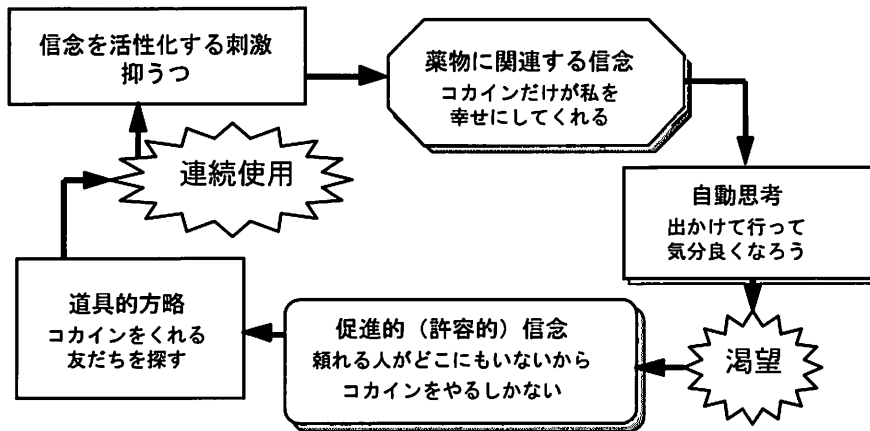 信念を活性化する刺激
抑うつ
薬物に関連する信念
コカインだけが私を
幸せにしてくれる
自動思考
出かけて行って
気分良くなろう
渇望
促進的（許容的）信念
頼れる人がどこにもいないから
コカインをやるしかない
道具的方略
コカインをくれる
友だちを探す
連続使用